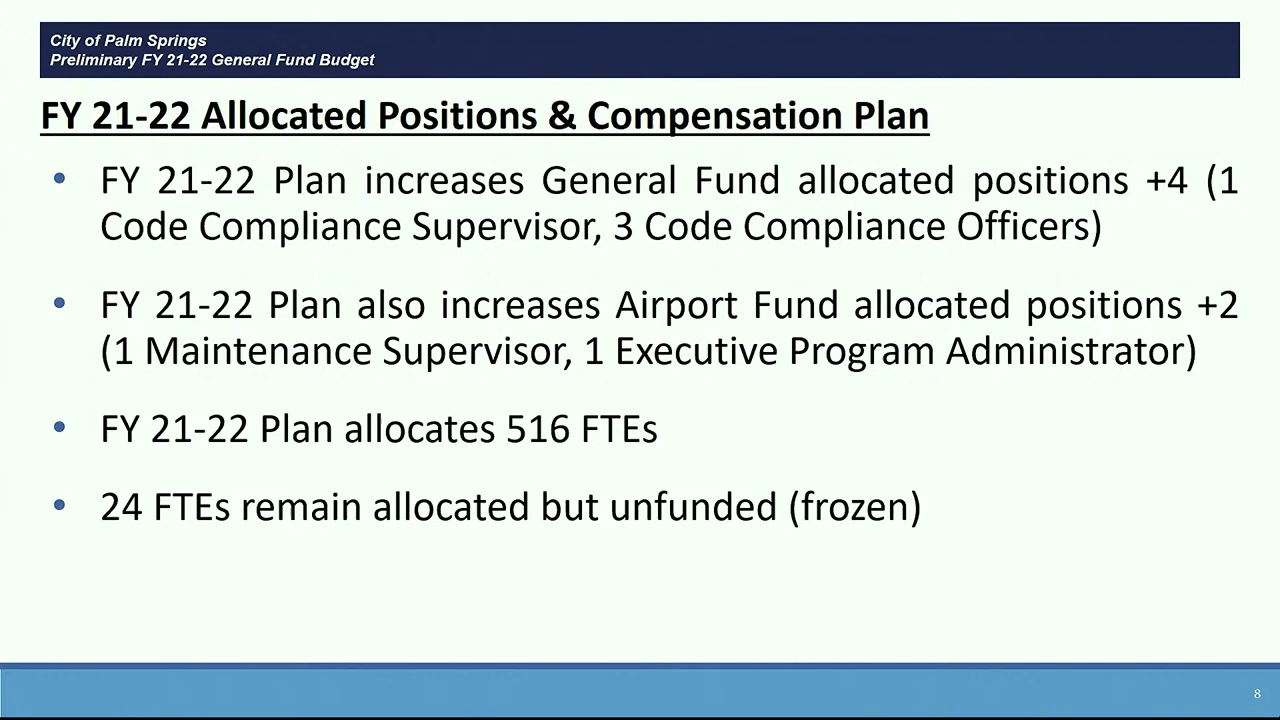 City of Palm Springs
Preliminary FY 21-22 General Fund Budget
FY 21-22 Allocated Positions & Compensation Plan
• FY 21-22 Plan increases General Fund allocated positions +4 (1
Code Compliance Supervisor, 3 Code Compliance Officers)
• FY 21-22 Plan also increases Airport Fund allocated positions +2
(1 Maintenance Supervisor, 1 Executive Program Administrator)
• FY 21-22 Plan allocates 516 FTEs
• 24 FTEs remain allocated but unfunded (frozen)
8